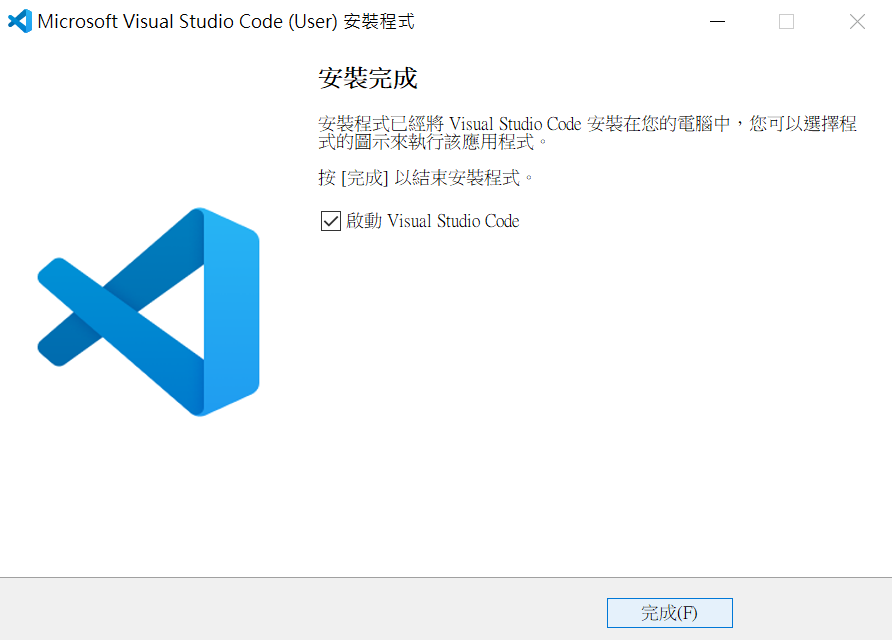 Microsoft Visual Studio Code (User) 安裝程式
安裝完成
安裝程式已經將 Visual Studio Code 安裝在您的電腦中，您可以選擇程
式的圖示來執行該應用程式。
按 [完成] 以結束安裝程式。
啟動 Visual Studio Code
完成(F)